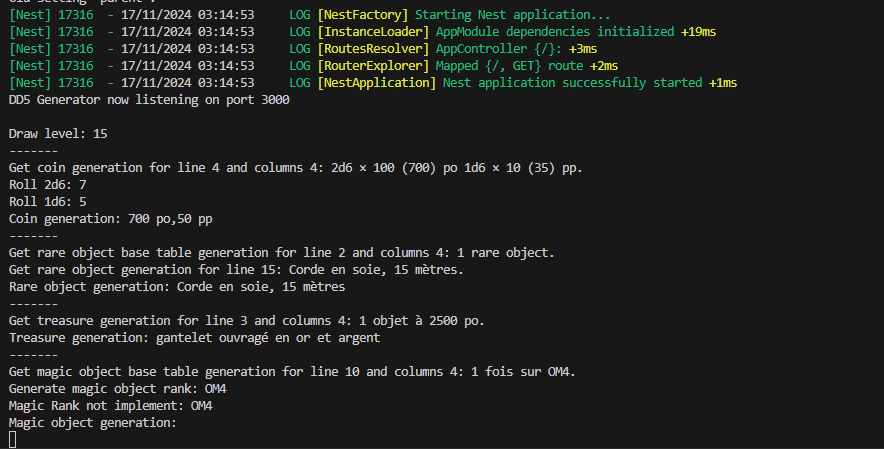 [Nest] 17316  - 17/11/2024 03:14:53     LOG [NestFactory] Starting Nest application...
[Nest] 17316  - 17/11/2024 03:14:53     LOG [InstanceLoader] AppModule dependencies initialized +19ms
[Nest] 17316  - 17/11/2024 03:14:53     LOG [RoutesResolver] AppController {/}: +3ms
[Nest] 17316  - 17/11/2024 03:14:53     LOG [RouterExplorer] Mapped {/, GET} route +2ms
[Nest] 17316  - 17/11/2024 03:14:53     LOG [NestApplication] Nest application successfully started +1ms
DD5 Generator now listening on port 3000

Draw level: 15
-------
Get coin generation for line 4 and columns 4: 2d6 × 100 (700) po 1d6 × 10 (35) pp.
Roll 2d6: 7
Roll 1d6: 5
Coin generation: 700 po,50 pp
-------
Get rare object base table generation for line 2 and columns 4: 1 rare object.
Get rare object generation for line 15: Corde en soie, 15 mètres.
Rare object generation: Corde en soie, 15 mètres
-------
Get treasure generation for line 3 and columns 4: 1 objet à 2500 po.
Treasure generation: gantelet ouvragé en or et argent
-------
Get magic object base table generation for line 10 and columns 4: 1 fois sur OM4.
Generate magic object rank: OM4
Magic Rank not implement: OM4
Magic object generation: